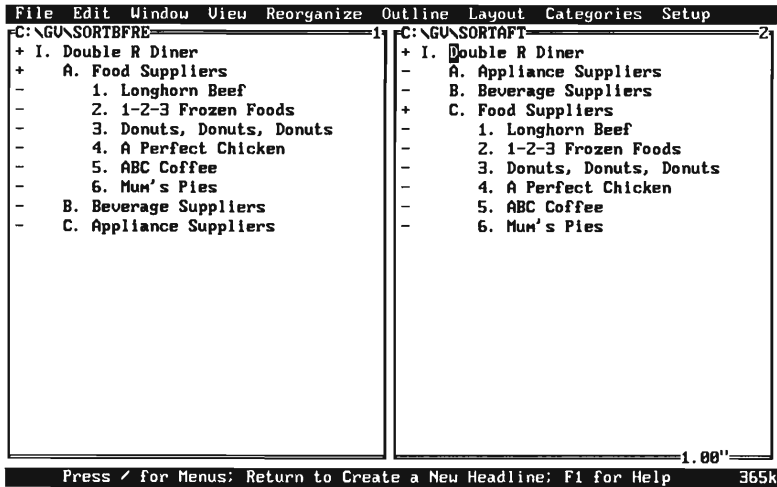 File Edit Window View Reorganize Outline Layout Categories Setup
C:\GV\SORTBFRE 1
+ I. Double R Diner
+ A. Food Suppliers
- 1. Longhorn Beef
- 2. 1-2-3 Frozen Foods
- 3. Donuts, Donuts, Donuts
- 4. A Perfect Chicken
- 5. ABC Coffee
- 6. Mum's Pies
- B. Beverage Suppliers
- C. Appliance Suppliers
C:\GV\SORTAFT 2
+ I. Double R Diner
- A. Appliance Suppliers
- B. Beverage Suppliers
+ C. Food Suppliers
- 1. Longhorn Beef
- 2. 1-2-3 Frozen Foods
- 3. Donuts, Donuts, Donuts
- 4. A Perfect Chicken
- 5. ABC Coffee
- 6. Mum's Pies
1.00"
Press / for Menus; Return to Create a New Headline; F1 for Help 365k